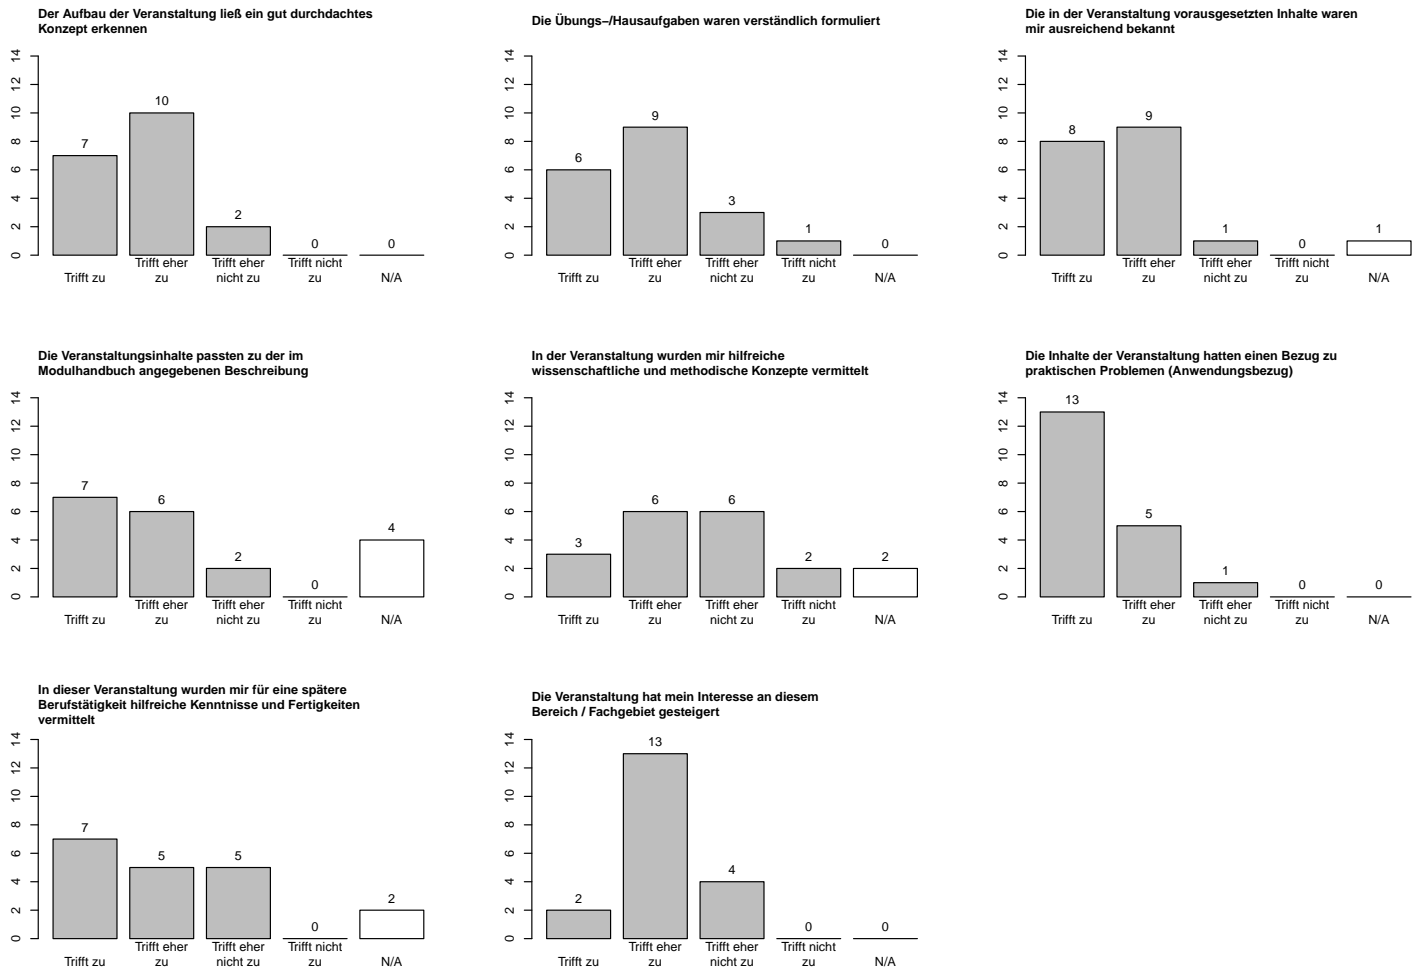 Der Aufbau der Veranstaltung ließ ein gut durchdachtes
Konzept erkennen
14
12
10
8
6
4
2
0
7
10
2
0
0
Trifft zu
Trifft eher
zu
Trifft eher
nicht zu
Trifft nicht
zu
N/A
Die Übungs−/Hausaufgaben waren verständlich formuliert
14
12
10
8
6
4
2
0
6
9
3
1
0
Trifft zu
Trifft eher
zu
Trifft eher
nicht zu
Trifft nicht
zu
N/A
Die in der Veranstaltung vorausgesetzten Inhalte waren
mir ausreichend bekannt
14
12
10
8
6
4
2
0
8
9
1
0
1
Trifft zu
Trifft eher
zu
Trifft eher
nicht zu
Trifft nicht
zu
N/A
Die Veranstaltungsinhalte passten zu der im
Modulhandbuch angegebenen Beschreibung
14
12
10
8
6
4
2
0
7
6
2
0
4
Trifft zu
Trifft eher
zu
Trifft eher
nicht zu
Trifft nicht
zu
N/A
In der Veranstaltung wurden mir hilfreiche
wissenschaftliche und methodische Konzepte vermittelt
14
12
10
8
6
4
2
0
3
6
6
2
2
Trifft zu
Trifft eher
zu
Trifft eher
nicht zu
Trifft nicht
zu
N/A
Die Inhalte der Veranstaltung hatten einen Bezug zu
praktischen Problemen (Anwendungsbezug)
14
12
10
8
6
4
2
0
13
5
1
0
0
Trifft zu
Trifft eher
zu
Trifft eher
nicht zu
Trifft nicht
zu
N/A
In dieser Veranstaltung wurden mir für eine spätere
Berufstätigkeit hilfreiche Kenntnisse und Fertigkeiten
vermittelt
14
12
10
8
6
4
2
0
7
5
5
0
2
Trifft zu
Trifft eher
zu
Trifft eher
nicht zu
Trifft nicht
zu
N/A
Die Veranstaltung hat mein Interesse an diesem
Bereich / Fachgebiet gesteigert
14
12
10
8
6
4
2
0
2
13
4
0
0
Trifft zu
Trifft eher
zu
Trifft eher
nicht zu
Trifft nicht
zu
N/A